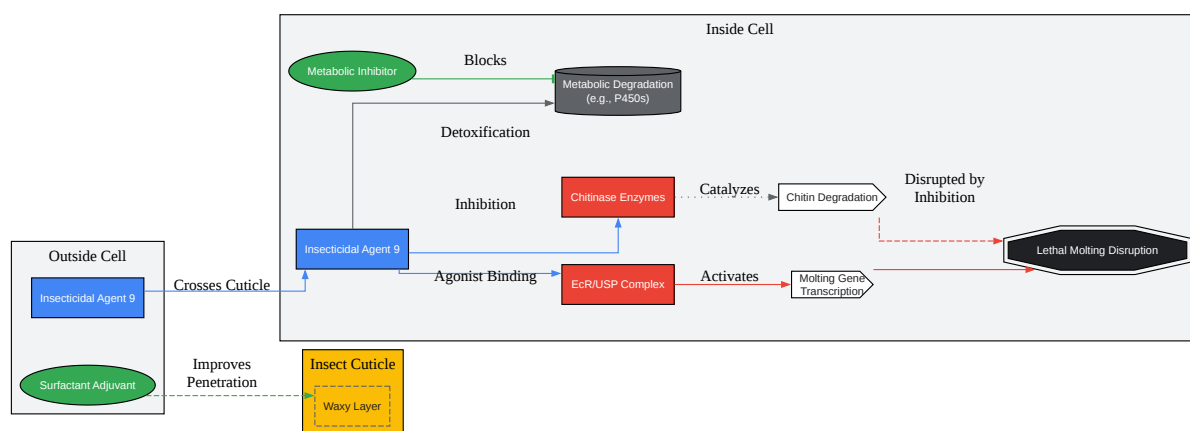 Inside Cell
Metabolic Inhibitor
Blocks
Metabolic Degradation
(e.g., P450s)
Detoxification
Chitinase Enzymes
Catalyzes
Chitin Degradation
Disrupted by
Inhibition
Inhibition
Insecticidal Agent 9
Lethal Molting Disruption
Agonist Binding
EcR/USP Complex
Activates
Molting Gene
Transcription
Outside Cell
Insecticidal Agent 9
Crosses Cuticle
Surfactant Adjuvant
Improves
Penetration
Insect Cuticle
Waxy Layer